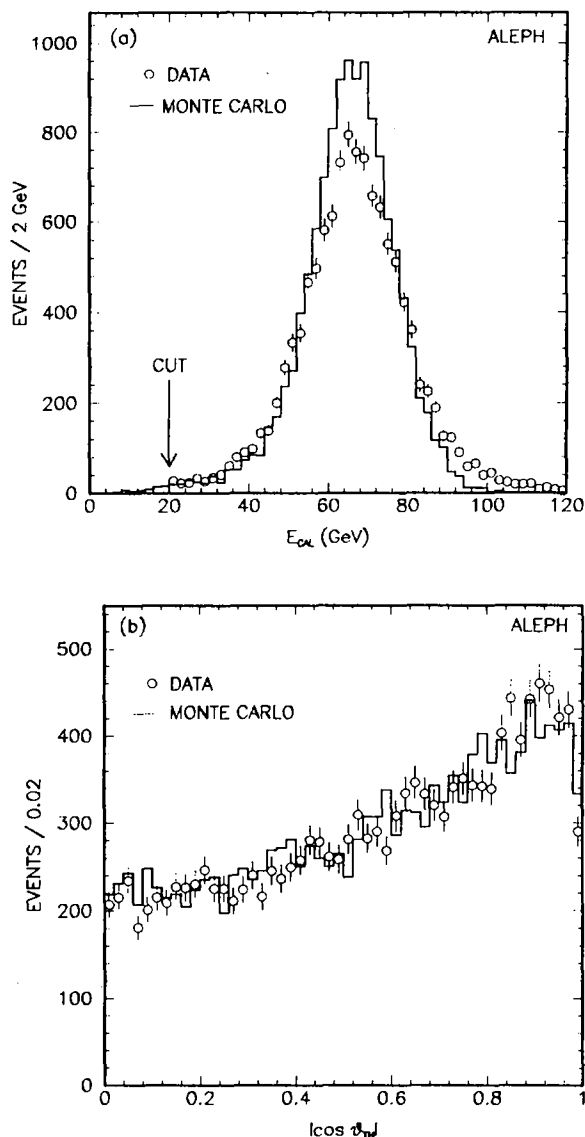 (a)
ALEPH
DATA
MONTE CARLO
EVENTS / 2 GeV
1000
800
600
400
200
0
CUT
0 20 40 60 80 100 120
E_CAL (GeV)
(b)
ALEPH
DATA
MONTE CARLO
EVENTS / 0.02
500
400
300
200
100
0
0 0.2 0.4 0.6 0.8 1
|cos ϑ_Thr|